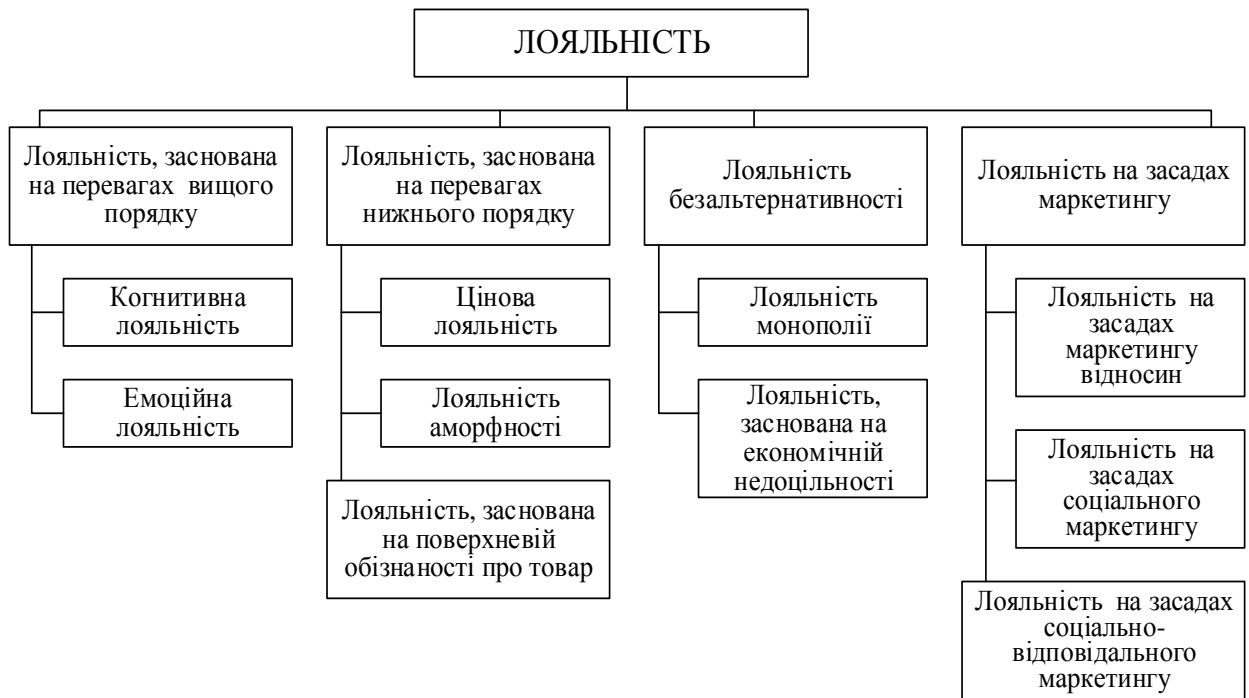 ЛОЯЛЬНІСТЬ
Лояльність, заснована
на перевагах вищого
порядку
Когнитивна
лояльність
Емоційна
лояльність
Лояльність, заснована
на перевагах
нижнього порядку
Цінова
лояльність
Лояльність
аморфності
Лояльність, заснована
на поверхневій
обізнаності про товар
Лояльність
безальтернативності
Лояльність
монополії
Лояльність,
заснована на
економічній
недоцільності
Лояльність на засадах
маркетингу
Лояльність на
засадах
маркетингу
відносин
Лояльність на
засадах
соціального
маркетингу
Лояльність на засадах
соціально-
відповідального
маркетингу